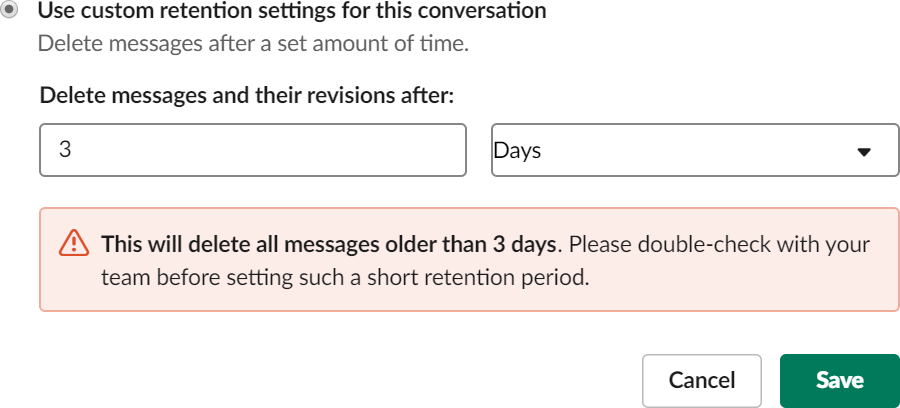 Use custom retention settings for this conversation
Delete messages after a set amount of time.
Delete messages and their revisions after:
3
Days
This will delete all messages older than 3 days. Please double-check with your
team before setting such a short retention period.
Cancel
Save